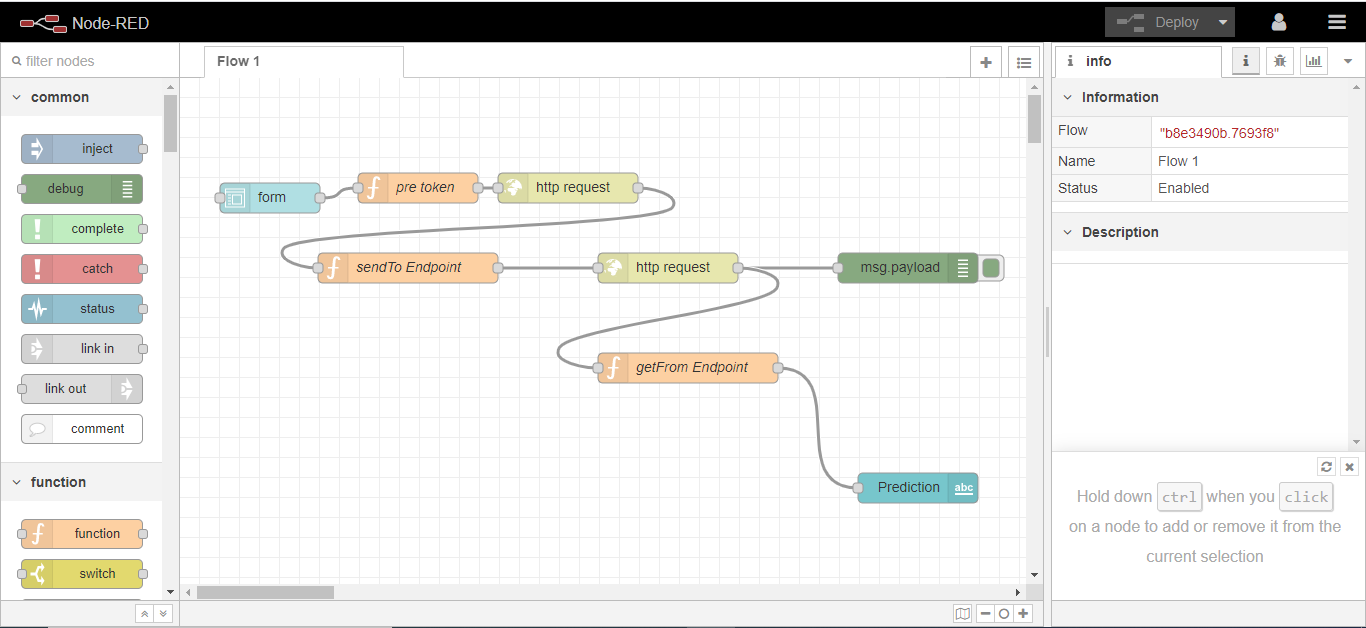 Node-RED
Deploy
filter nodes
Flow 1
i info
i
common
Information
inject
Flow "b8e3490b.7693f8"
debug
Name Flow 1
Status Enabled
form
pre token
http request
complete
Description
catch
sendTo Endpoint
http request
msg.payload
status
link in
getFrom Endpoint
link out
comment
function
Prediction abc
Hold down ctrl when you click
on a node to add or remove it from the
current selection
function
switch